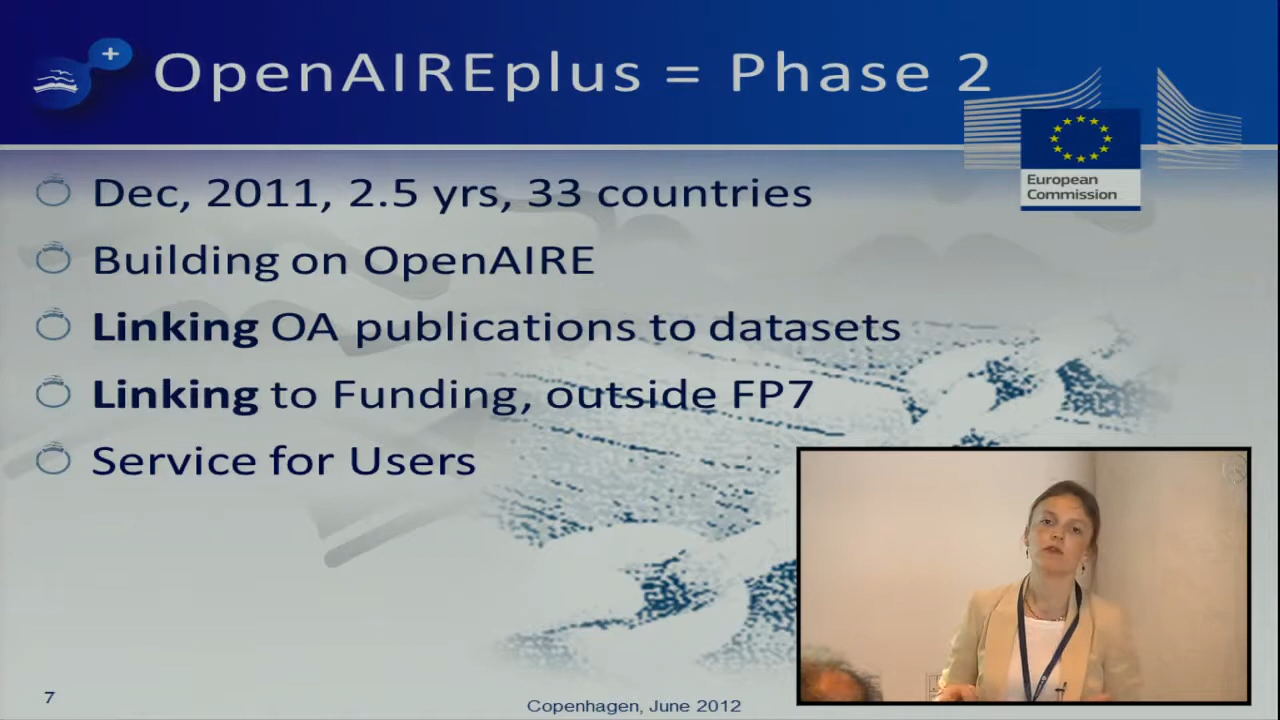 OpenAIREplus = Phase 2
European
Commission
Dec, 2011, 2.5 yrs, 33 countries
Building on OpenAIRE
Linking OA publications to datasets
Linking to Funding, outside FP7
Service for Users
7
Copenhagen, June 2012